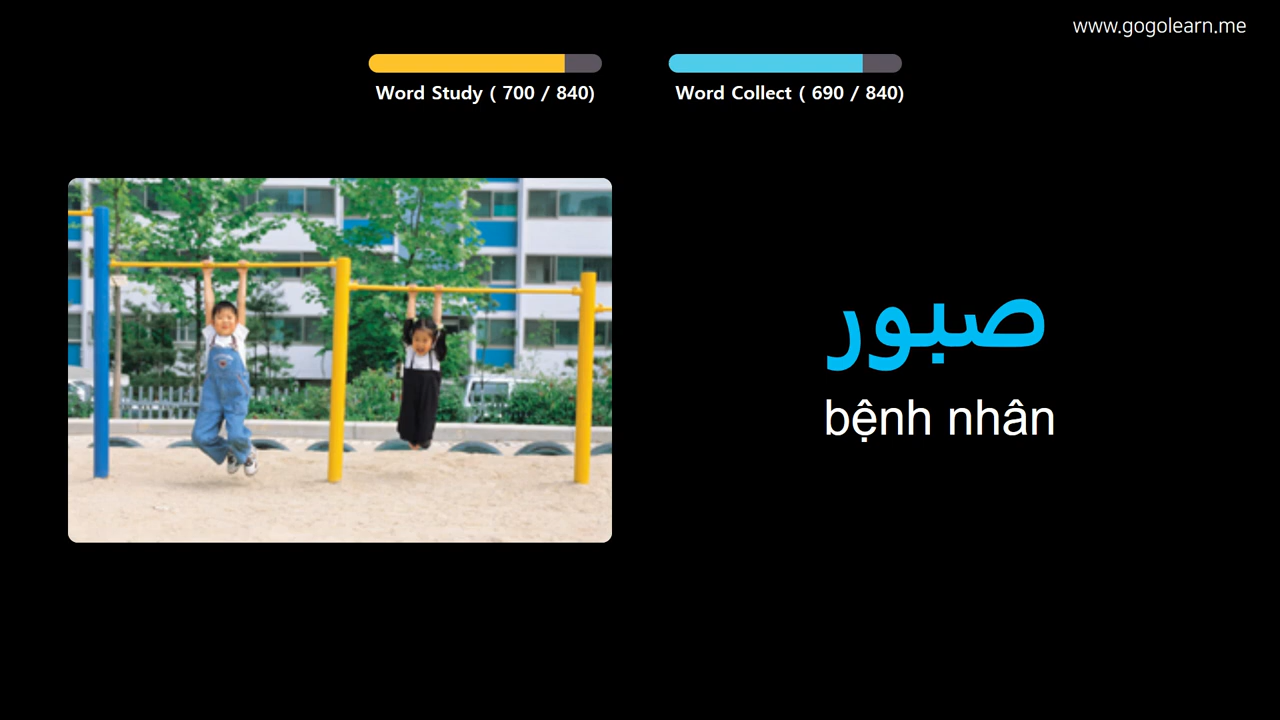 www.gogolearn.me
Word Study ( 700 / 840)
Word Collect ( 690 / 840)
صبور
bệnh nhân